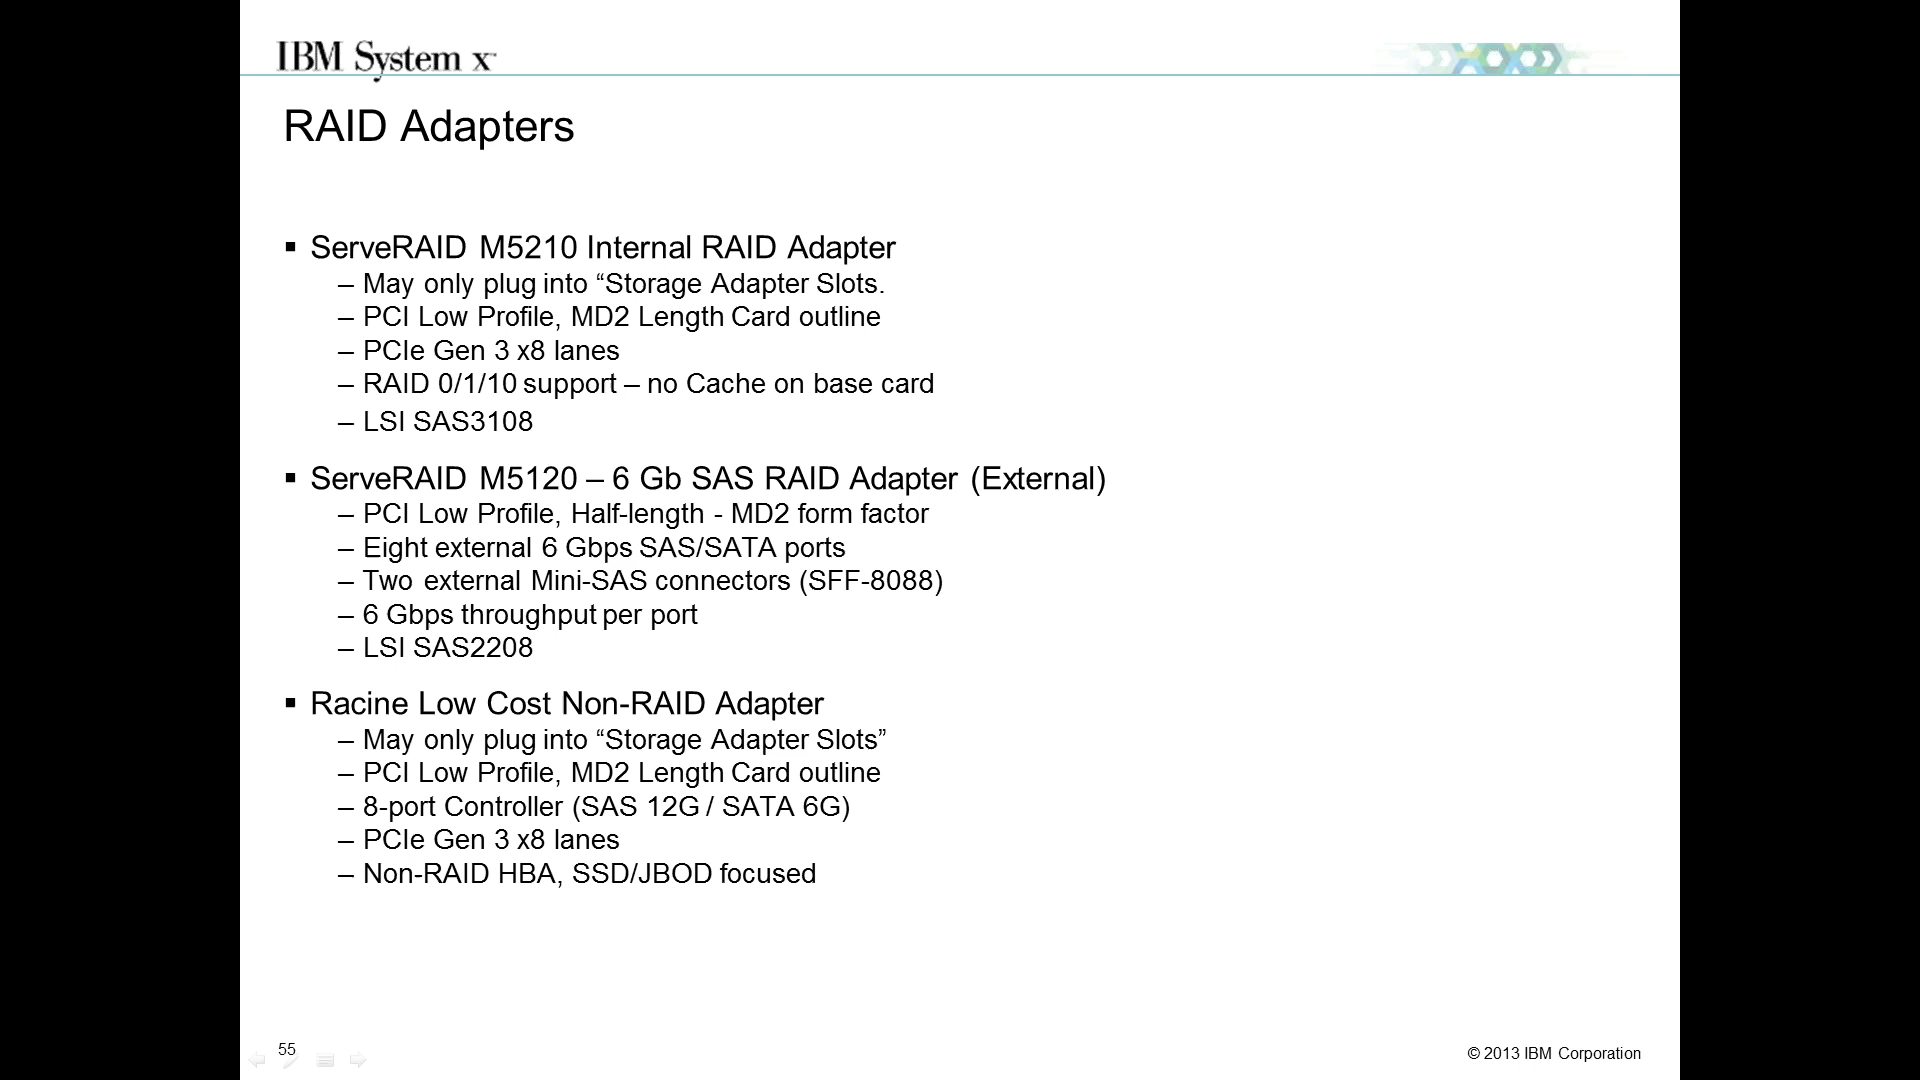 IBM System x™
RAID Adapters
▪ ServeRAID M5210 Internal RAID Adapter
– May only plug into “Storage Adapter Slots.
– PCI Low Profile, MD2 Length Card outline
– PCIe Gen 3 x8 lanes
– RAID 0/1/10 support – no Cache on base card
– LSI SAS3108
▪ ServeRAID M5120 – 6 Gb SAS RAID Adapter (External)
– PCI Low Profile, Half-length - MD2 form factor
– Eight external 6 Gbps SAS/SATA ports
– Two external Mini-SAS connectors (SFF-8088)
– 6 Gbps throughput per port
– LSI SAS2208
▪ Racine Low Cost Non-RAID Adapter
– May only plug into “Storage Adapter Slots”
– PCI Low Profile, MD2 Length Card outline
– 8-port Controller (SAS 12G / SATA 6G)
– PCIe Gen 3 x8 lanes
– Non-RAID HBA, SSD/JBOD focused
55
© 2013 IBM Corporation